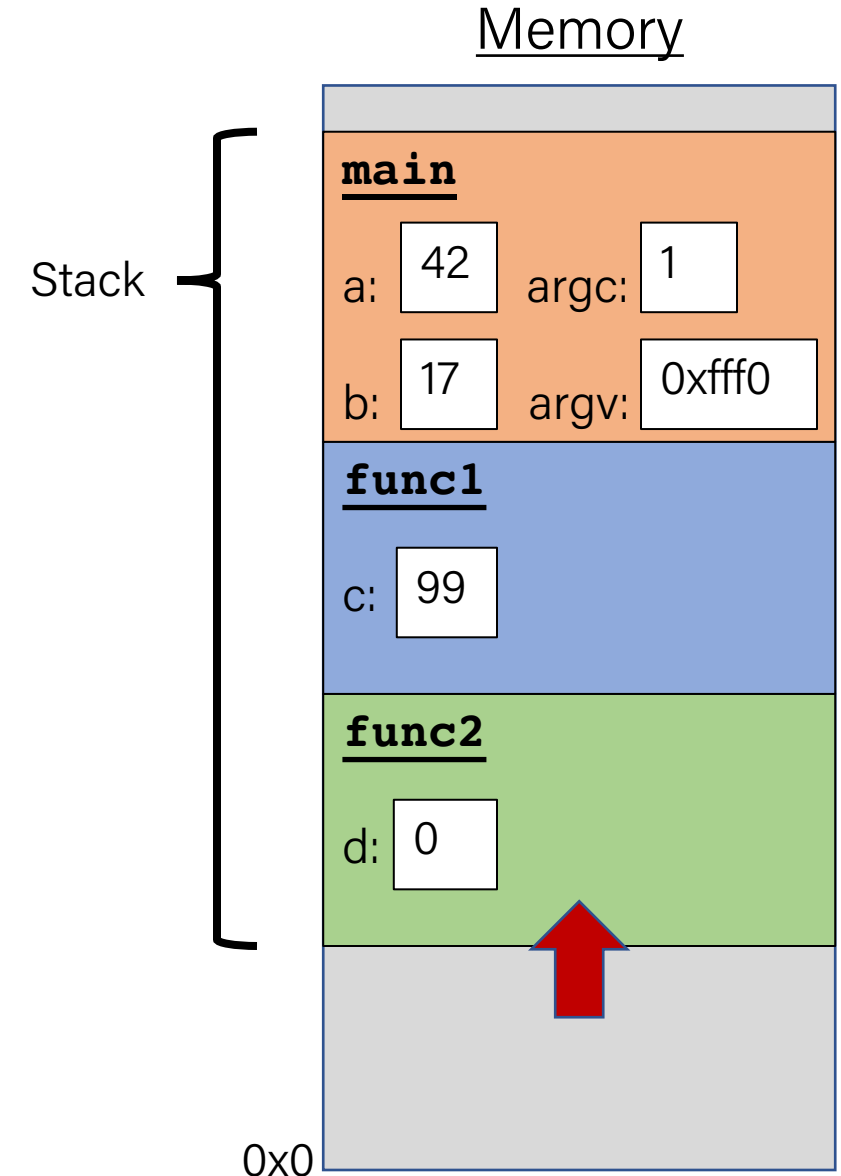 Memory
main
a: 42 argc: 1
b: 17 argv: 0xfff0
Stack
func1
c: 99
func2
d: 0
0x0